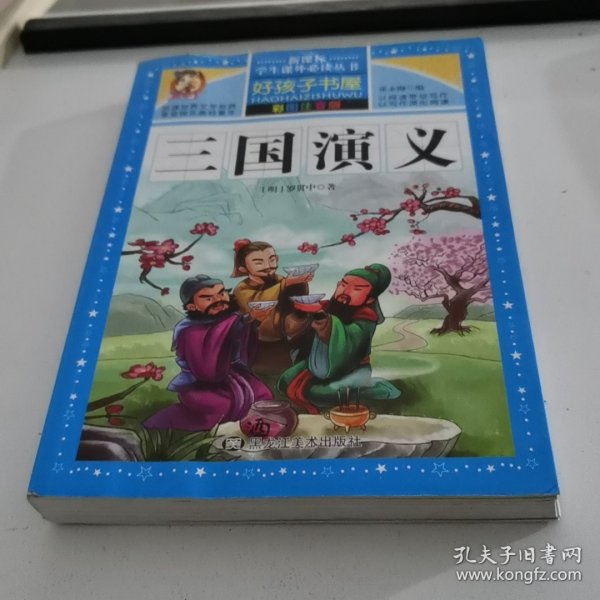 新课标
学生课外必读丛书
好孩子书屋
HAOHAIZISHUWU
彩图注音版
三国演义
[明]罗贯中◎著
酒
黑龙江美术出版社
孔夫子旧书网
www.kongfz.com